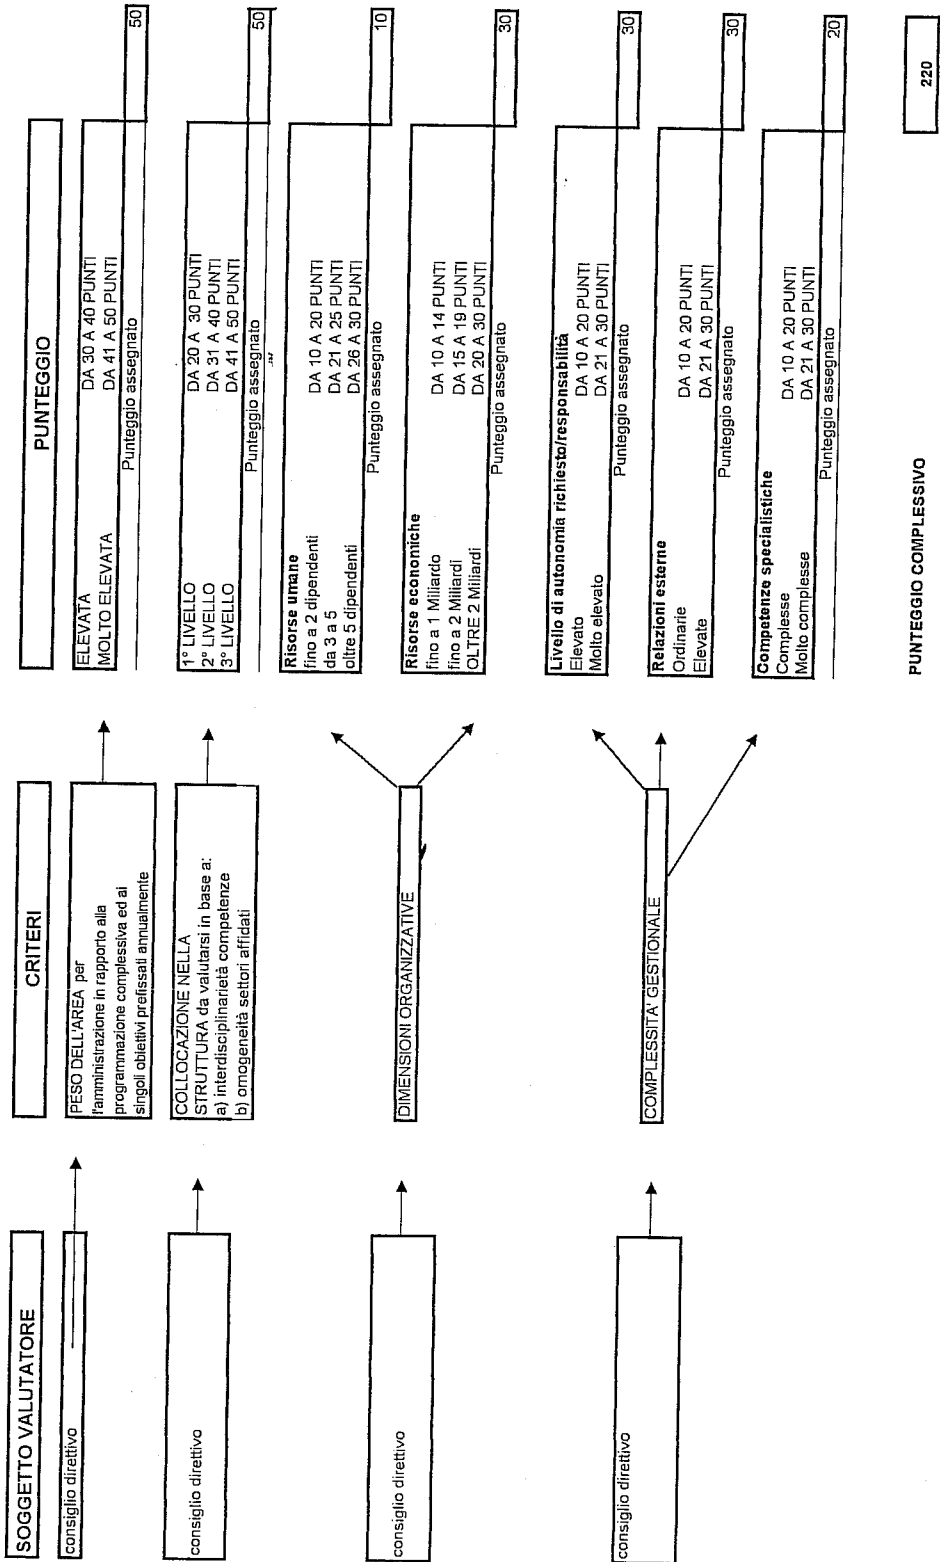 SOGGETTO VALUTATORE
CRITERI
PUNTEGGIO
consiglio direttivo
PESO DELL'AREA per
l'amministrazione in rapporto alla
programmazione complessiva ed ai
singoli obiettivi prefissati annualmente
ELEVATA DA 30 A 40 PUNTI
MOLTO ELEVATA DA 41 A 50 PUNTI
Punteggio assegnato 50
consiglio direttivo
COLLOCAZIONE NELLA
STRUTTURA da valutarsi in base a:
a) interdisciplinarietà competenze
b) omogeneità settori affidati
1° LIVELLO DA 20 A 30 PUNTI
2° LIVELLO DA 31 A 40 PUNTI
3° LIVELLO DA 41 A 50 PUNTI
Punteggio assegnato 50
consiglio direttivo
DIMENSIONI ORGANIZZATIVE
Risorse umane
fino a 2 dipendenti DA 10 A 20 PUNTI
da 3 a 5 DA 21 A 25 PUNTI
oltre 5 dipendenti DA 26 A 30 PUNTI
Punteggio assegnato 10
Risorse economiche
fino a 1 Miliardo DA 10 A 14 PUNTI
fino a 2 Miliardi DA 15 A 19 PUNTI
OLTRE 2 Miliardi DA 20 A 30 PUNTI
Punteggio assegnato 30
consiglio direttivo
COMPLESSITA' GESTIONALE
Livello di autonomia richiesto/responsabilità
Elevato DA 10 A 20 PUNTI
Molto elevato DA 21 A 30 PUNTI
Punteggio assegnato 30
Relazioni esterne
Ordinarie DA 10 A 20 PUNTI
Elevate DA 21 A 30 PUNTI
Punteggio assegnato 30
Competenze specialistiche
Complesse DA 10 A 20 PUNTI
Molto complesse DA 21 A 30 PUNTI
Punteggio assegnato 20
PUNTEGGIO COMPLESSIVO 220